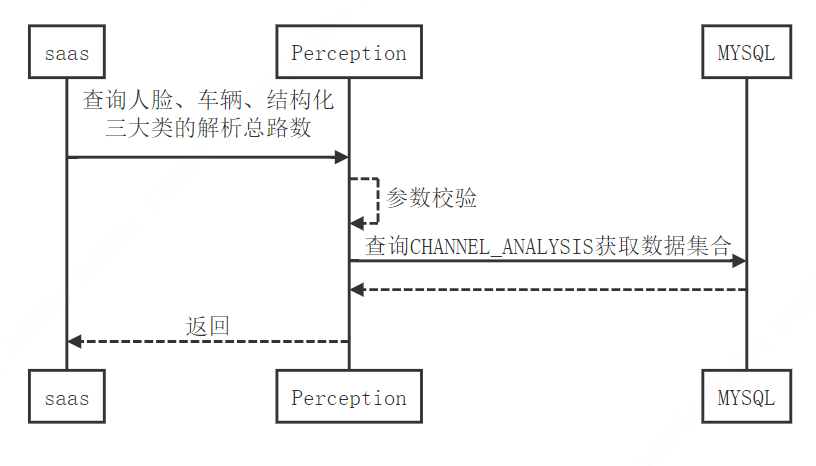 saas
Perception
MYSQL
查询人脸、车辆、结构化
三大类的解析总路数
参数校验
查询CHANNEL_ANALYSIS获取数据集合
返回
saas
Perception
MYSQL